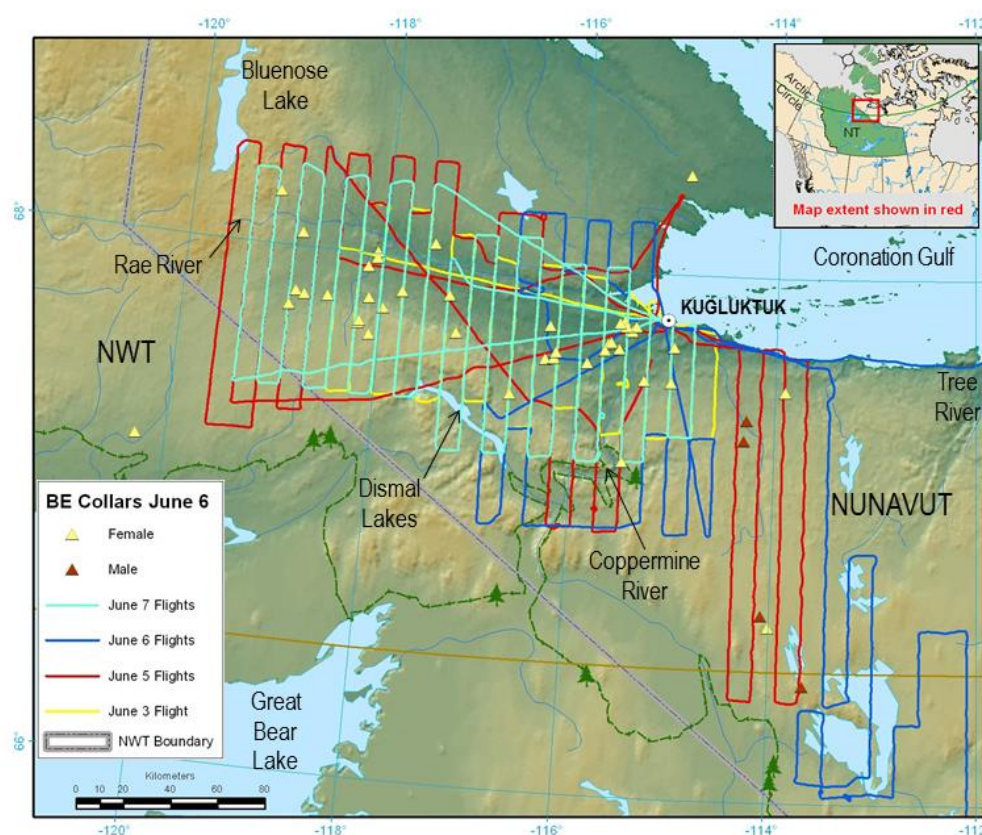 -120°
-118°
-116°
-114°
-112
Bluenose
Lake
Arctic
Circle
NT
Map extent shown in red
68°
68°
Rae River
Coronation Gulf
KUGLUKTUK
NWT
Tree
River
Dismal
Lakes
NUNAVUT
Coppermine
River
BE Collars June 6
Female
Male
June 7 Flights
June 6 Flights
June 5 Flights
June 3 Flight
NWT Boundary
Kilometers
0 10 20 40 60 80
Great
Bear
Lake
66°
66°
-120°
-118°
-116°
-114°
-112